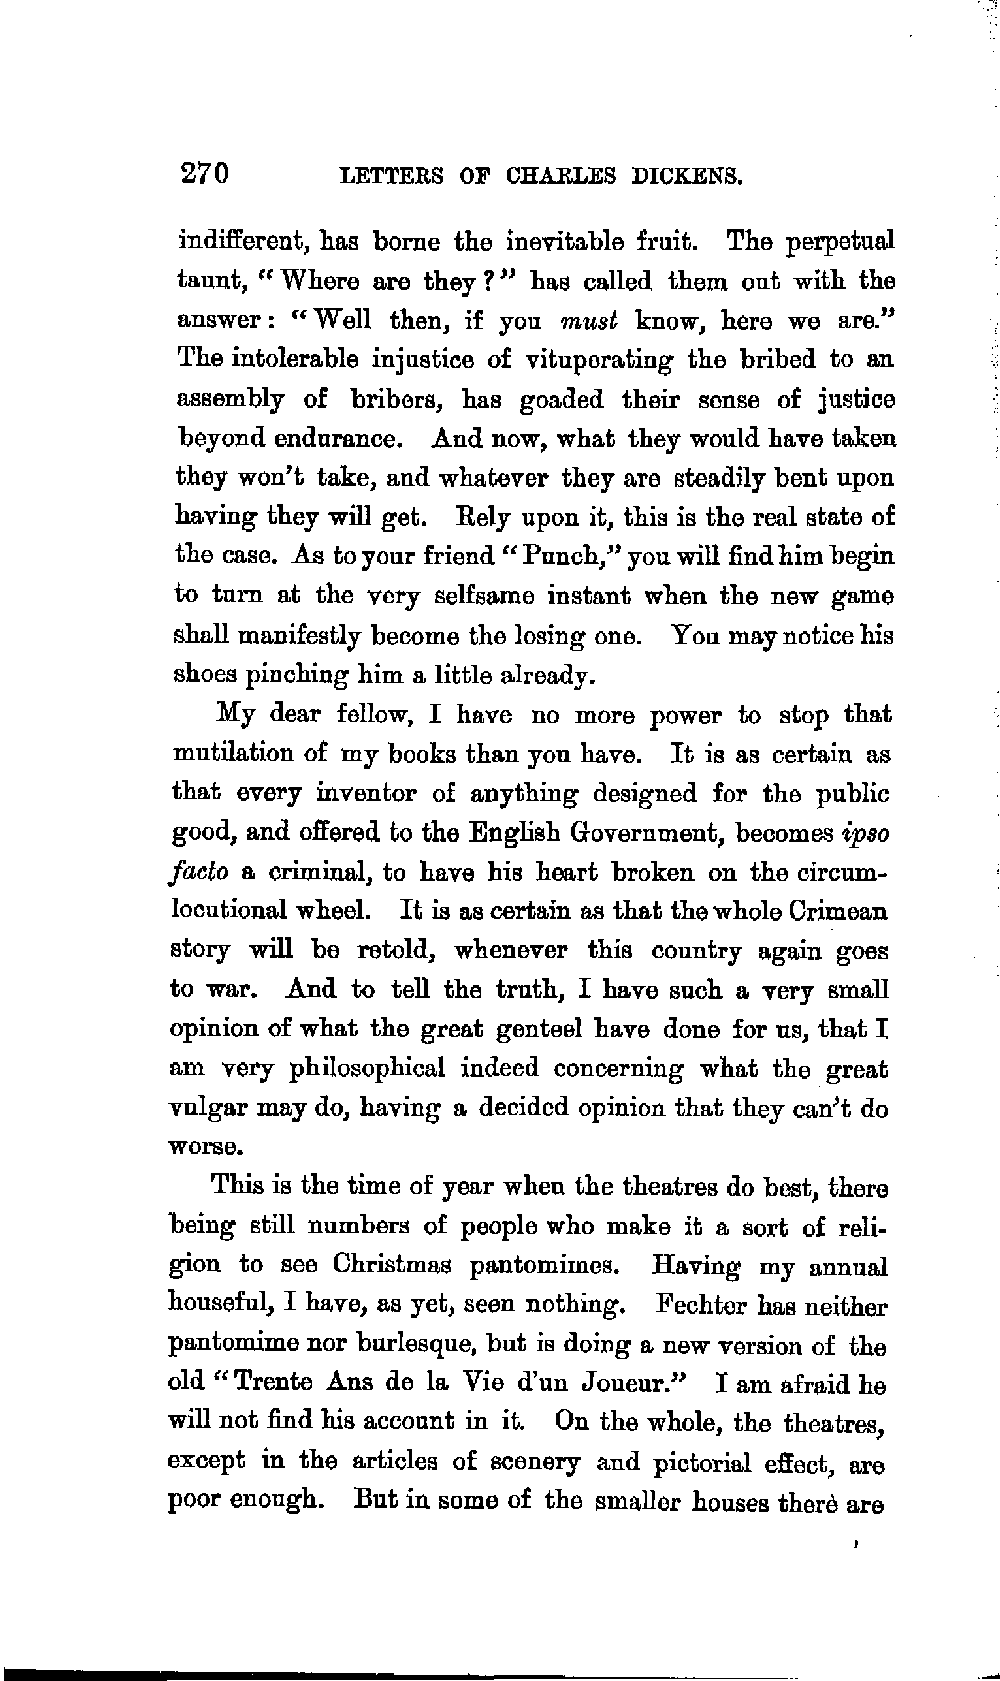 270 LETTERS OF CHARLES DICKENS.
indifferent, has borne the inevitable fruit. The perpetual
taunt, “Where are they?” has called them out with the
answer: “Well then, if you must know, here we are.”
The intolerable injustice of vituperating the bribed to an
assembly of bribers, has goaded their sense of justice
beyond endurance. And now, what they would have taken
they won’t take, and whatever they are steadily bent upon
having they will get. Rely upon it, this is the real state of
the case. As to your friend “Punch,” you will find him begin
to turn at the very selfsame instant when the new game
shall manifestly become the losing one. You may notice his
shoes pinching him a little already.
My dear fellow, I have no more power to stop that
mutilation of my books than you have. It is as certain as
that every inventor of anything designed for the public
good, and offered to the English Government, becomes ipso
facto a criminal, to have his heart broken on the circum-
locutional wheel. It is as certain as that the whole Crimean
story will be retold, whenever this country again goes
to war. And to tell the truth, I have such a very small
opinion of what the great genteel have done for us, that I
am very philosophical indeed concerning what the great
vulgar may do, having a decided opinion that they can’t do
worse.
This is the time of year when the theatres do best, there
being still numbers of people who make it a sort of reli-
gion to see Christmas pantomimes. Having my annual
houseful, I have, as yet, seen nothing. Fechter has neither
pantomime nor burlesque, but is doing a new version of the
old “Trente Ans de la Vie d’un Joueur.” I am afraid he
will not find his account in it. On the whole, the theatres,
except in the articles of scenery and pictorial effect, are
poor enough. But in some of the smaller houses there are